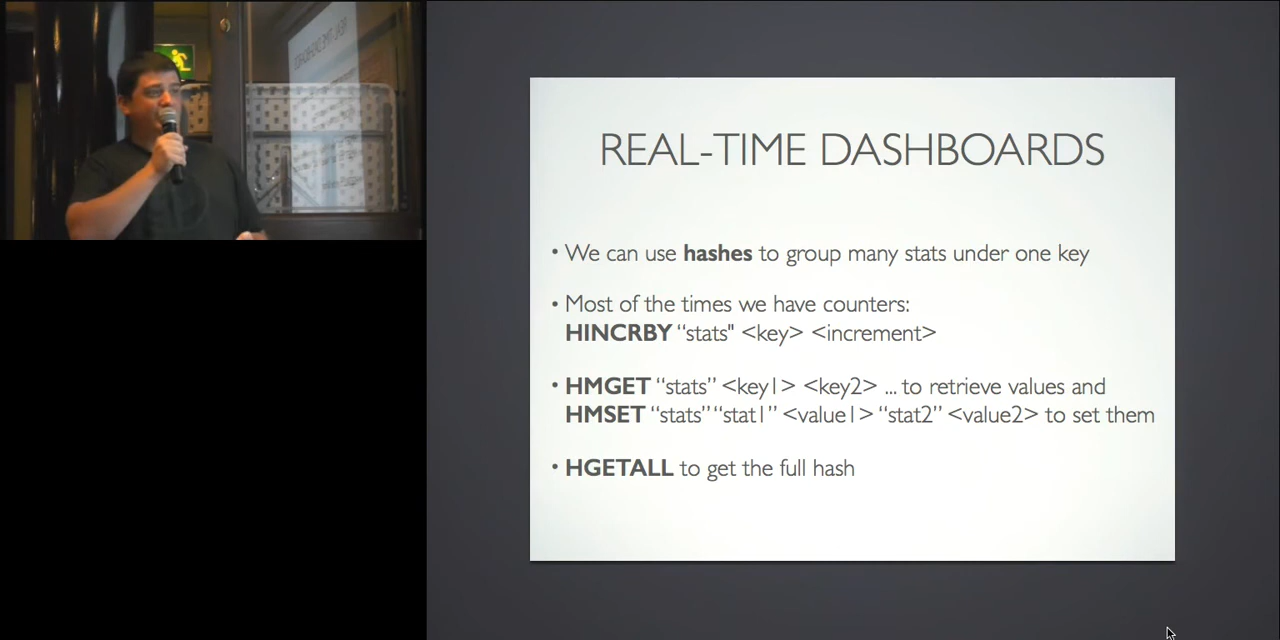 REAL-TIME DASHBOARDS
• We can use hashes to group many stats under one key
• Most of the times we have counters:
HINCRBY “stats" <key> <increment>
• HMGET “stats” <key1> <key2> ... to retrieve values and
HMSET “stats” “stat1” <value1> “stat2” <value2> to set them
• HGETALL to get the full hash